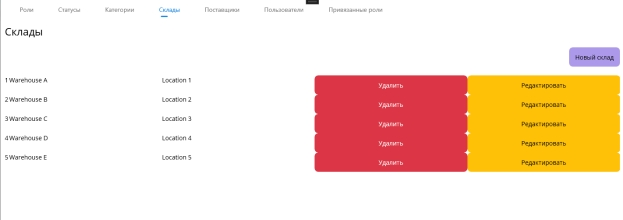 Роли Статусы Категории Склады Поставщики Пользователи Привязанные роли
Склады
Новый склад
1 Warehouse A Location 1 Удалить Редактировать
2 Warehouse B Location 2 Удалить Редактировать
3 Warehouse C Location 3 Удалить Редактировать
4 Warehouse D Location 4 Удалить Редактировать
5 Warehouse E Location 5 Удалить Редактировать